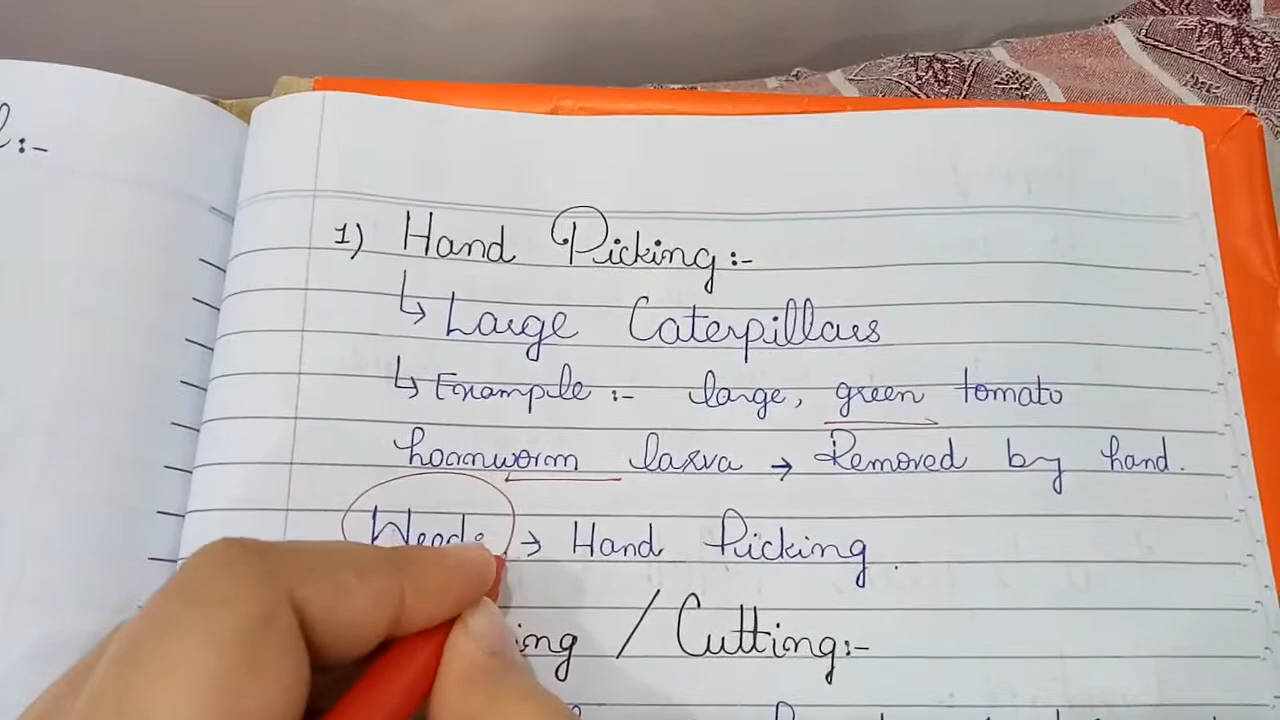 1) Hand Picking:-
↳ Large Caterpillars
↳ Example :- large, green tomato
hornworm larva → Removed by hand.
Weeds → Hand Picking.
/ Cutting:-